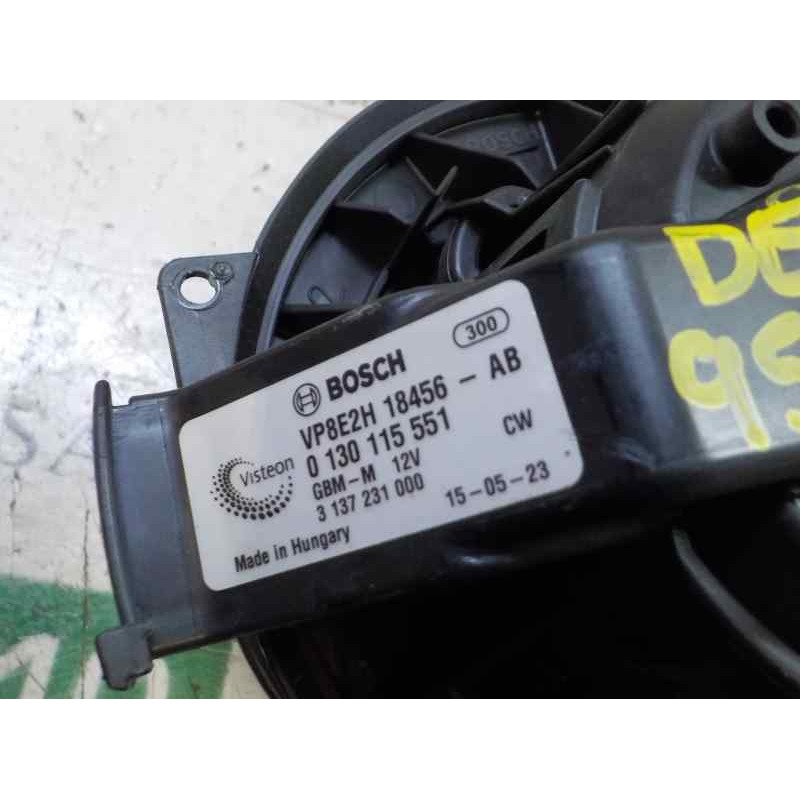 BOSCH
300
BOSCH
VP8E2H 18456 - AB
0 130 115 551 CW
GBM-M 12V
3 137 231 000 15-05-23
Visteon
Made in Hungary